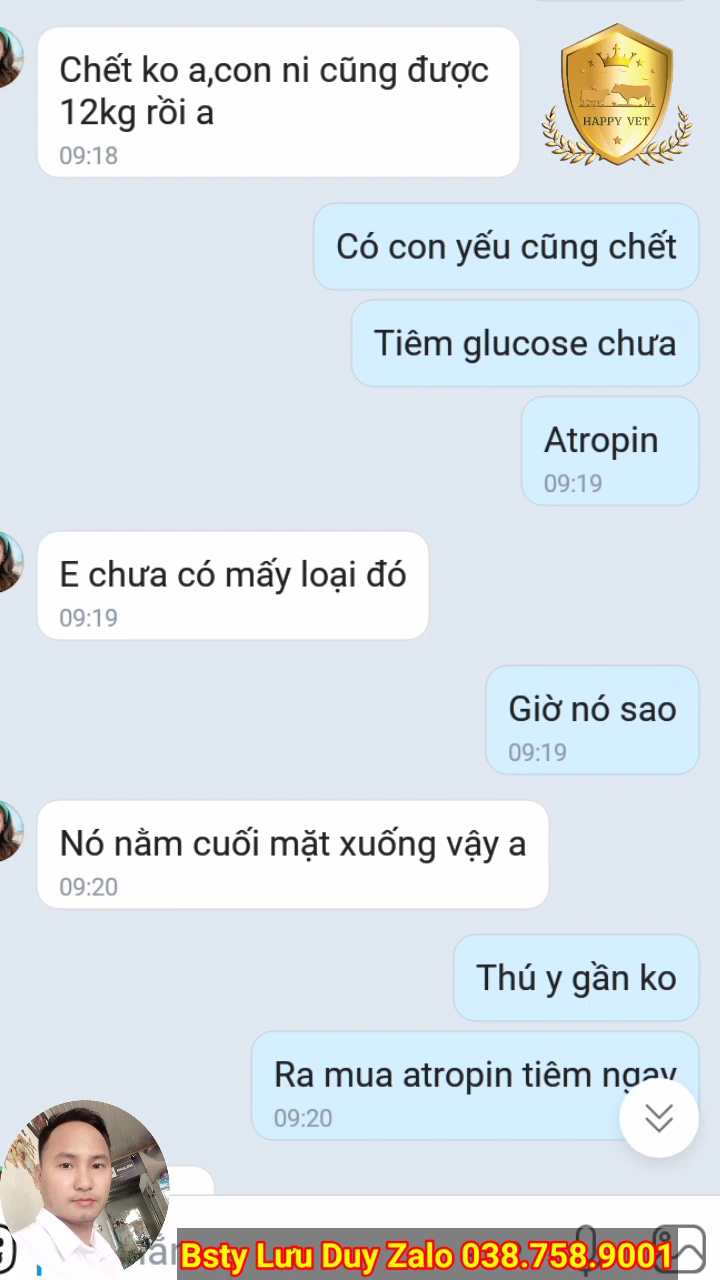 Chết ko a,con ni cũng được
12kg rồi a
09:18
HAPPY VET
Có con yếu cũng chết
Tiêm glucose chưa
Atropin
09:19
E chưa có mấy loại đó
09:19
Giờ nó sao
09:19
Nó nằm cuối mặt xuống vậy a
09:20
Thú y gần ko
Ra mua atropin tiêm ngay
09:20
Bsty Lưu Duy Zalo 038.758.9001